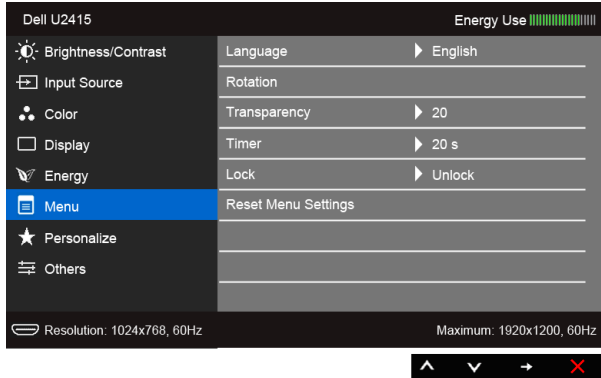 Dell U2415 Energy Use
Brightness/Contrast Language English
Input Source Rotation
Color Transparency 20
Display Timer 20 s
Energy Lock Unlock
Menu Reset Menu Settings
Personalize
Others
Resolution: 1024x768, 60Hz Maximum: 1920x1200, 60Hz